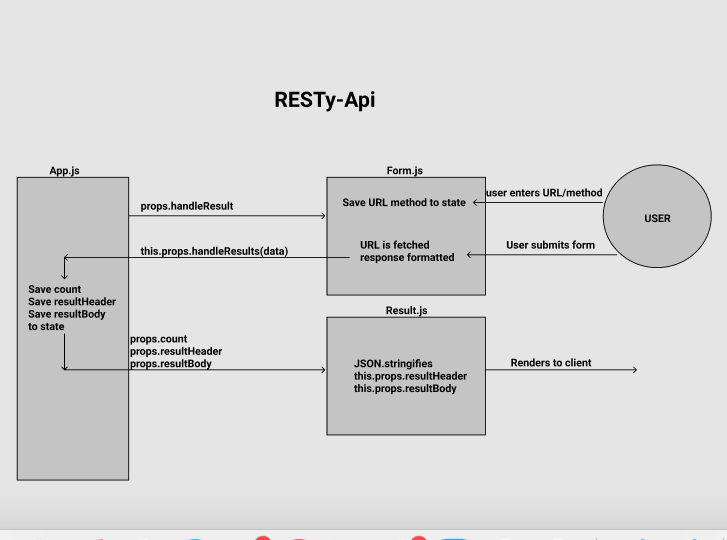 RESTy-Api
App.js
Form.js
user enters URL/method
props.handleResult
Save URL method to state
USER
this.props.handleResults(data)
URL is fetched
response formatted
User submits form
Save count
Save resultHeader
Save resultBody
to state
Result.js
props.count
props.resultHeader
props.resultBody
JSON.stringifies
this.props.resultHeader
this.props.resultBody
Renders to client